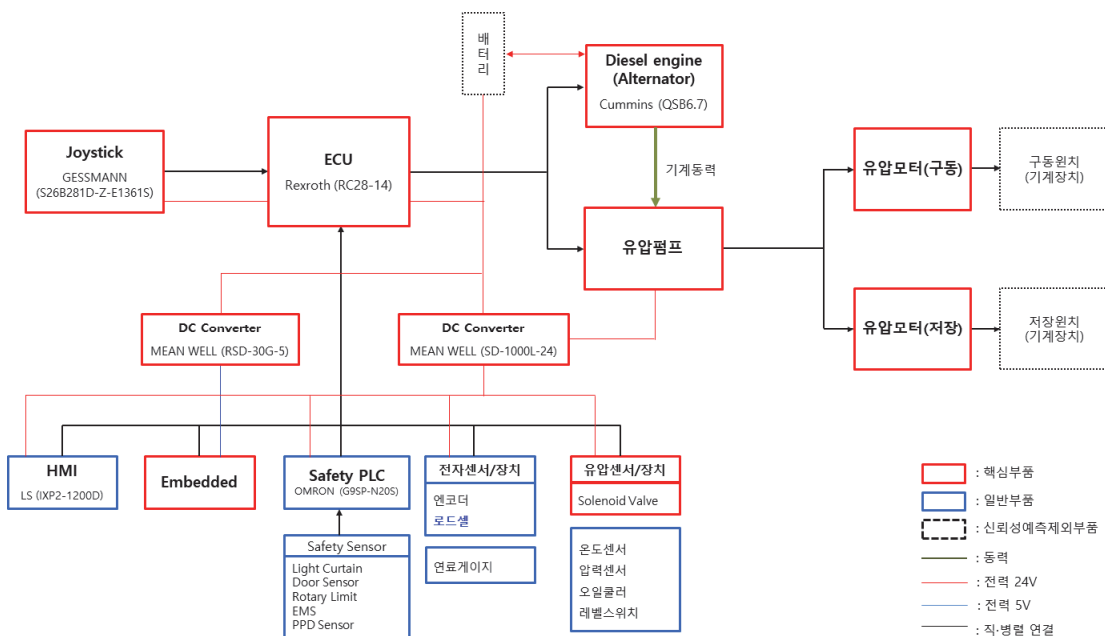 배
터
리
Diesel engine
(Alternator)
Cummins (QSB6.7)
Joystick
GESSMANN
(S26B281D-Z-E1361S)
ECU
Rexroth (RC28-14)
기계동력
유압모터(구동)
구동윈치
(기계장치)
유압펌프
DC Converter
MEAN WELL (RSD-30G-5)
DC Converter
MEAN WELL (SD-1000L-24)
유압모터(저장)
저장윈치
(기계장치)
HMI
LS (IXP2-1200D)
Embedded
Safety PLC
OMRON (G9SP-N20S)
전자센서/장치
엔코더
로드셀
유압센서/장치
Solenoid Valve
Safety Sensor
Light Curtain
Door Sensor
Rotary Limit
EMS
PPD Sensor
연료게이지
온도센서
압력센서
오일쿨러
레벨스위치
: 핵심부품
: 일반부품
: 신뢰성예측제외부품
: 동력
: 전력 24V
: 전력 5V
: 직·병렬 연결